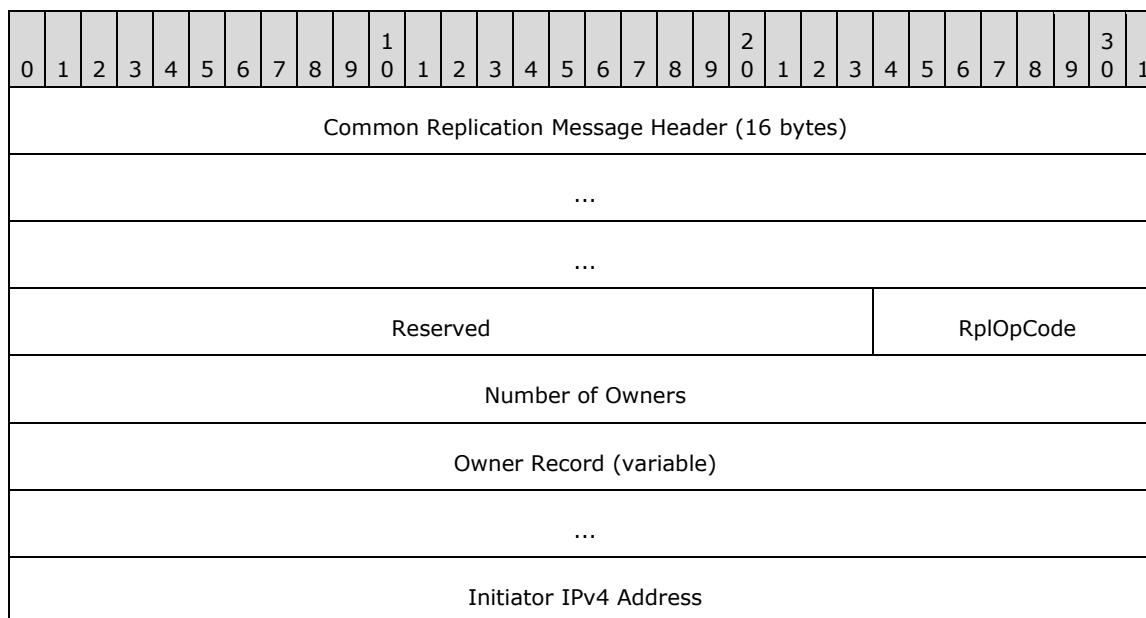 1 2 3
0 1 2 3 4 5 6 7 8 9 0 1 2 3 4 5 6 7 8 9 0 1 2 3 4 5 6 7 8 9 0 1
Common Replication Message Header (16 bytes)
...
...
Reserved RplOpCode
Number of Owners
Owner Record (variable)
...
Initiator IPv4 Address